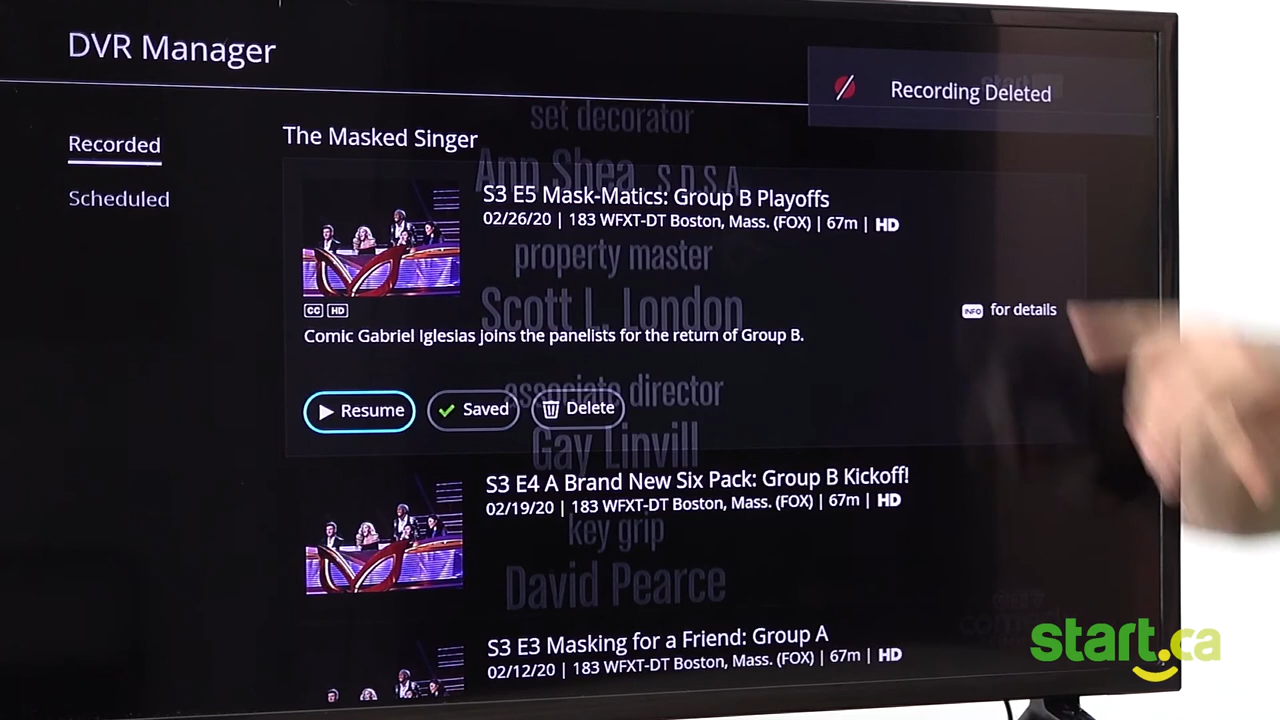 DVR Manager
Recording Deleted
Recorded
Scheduled
The Masked Singer
set decorator
Ann Shea S.D.S.A.
S3 E5 Mask-Matics: Group B Playoffs
02/26/20 | 183 WFXT-DT Boston, Mass. (FOX) | 67m | HD
property master
Scott L. London
CC HD
INFO for details
Comic Gabriel Iglesias joins the panelists for the return of Group B.
associate director
Resume
Saved
Delete
Gay Linvill
S3 E4 A Brand New Six Pack: Group B Kickoff!
02/19/20 | 183 WFXT-DT Boston, Mass. (FOX) | 67m | HD
key grip
David Pearce
S3 E3 Masking for a Friend: Group A
02/12/20 | 183 WFXT-DT Boston, Mass. (FOX) | 67m | HD
start.ca